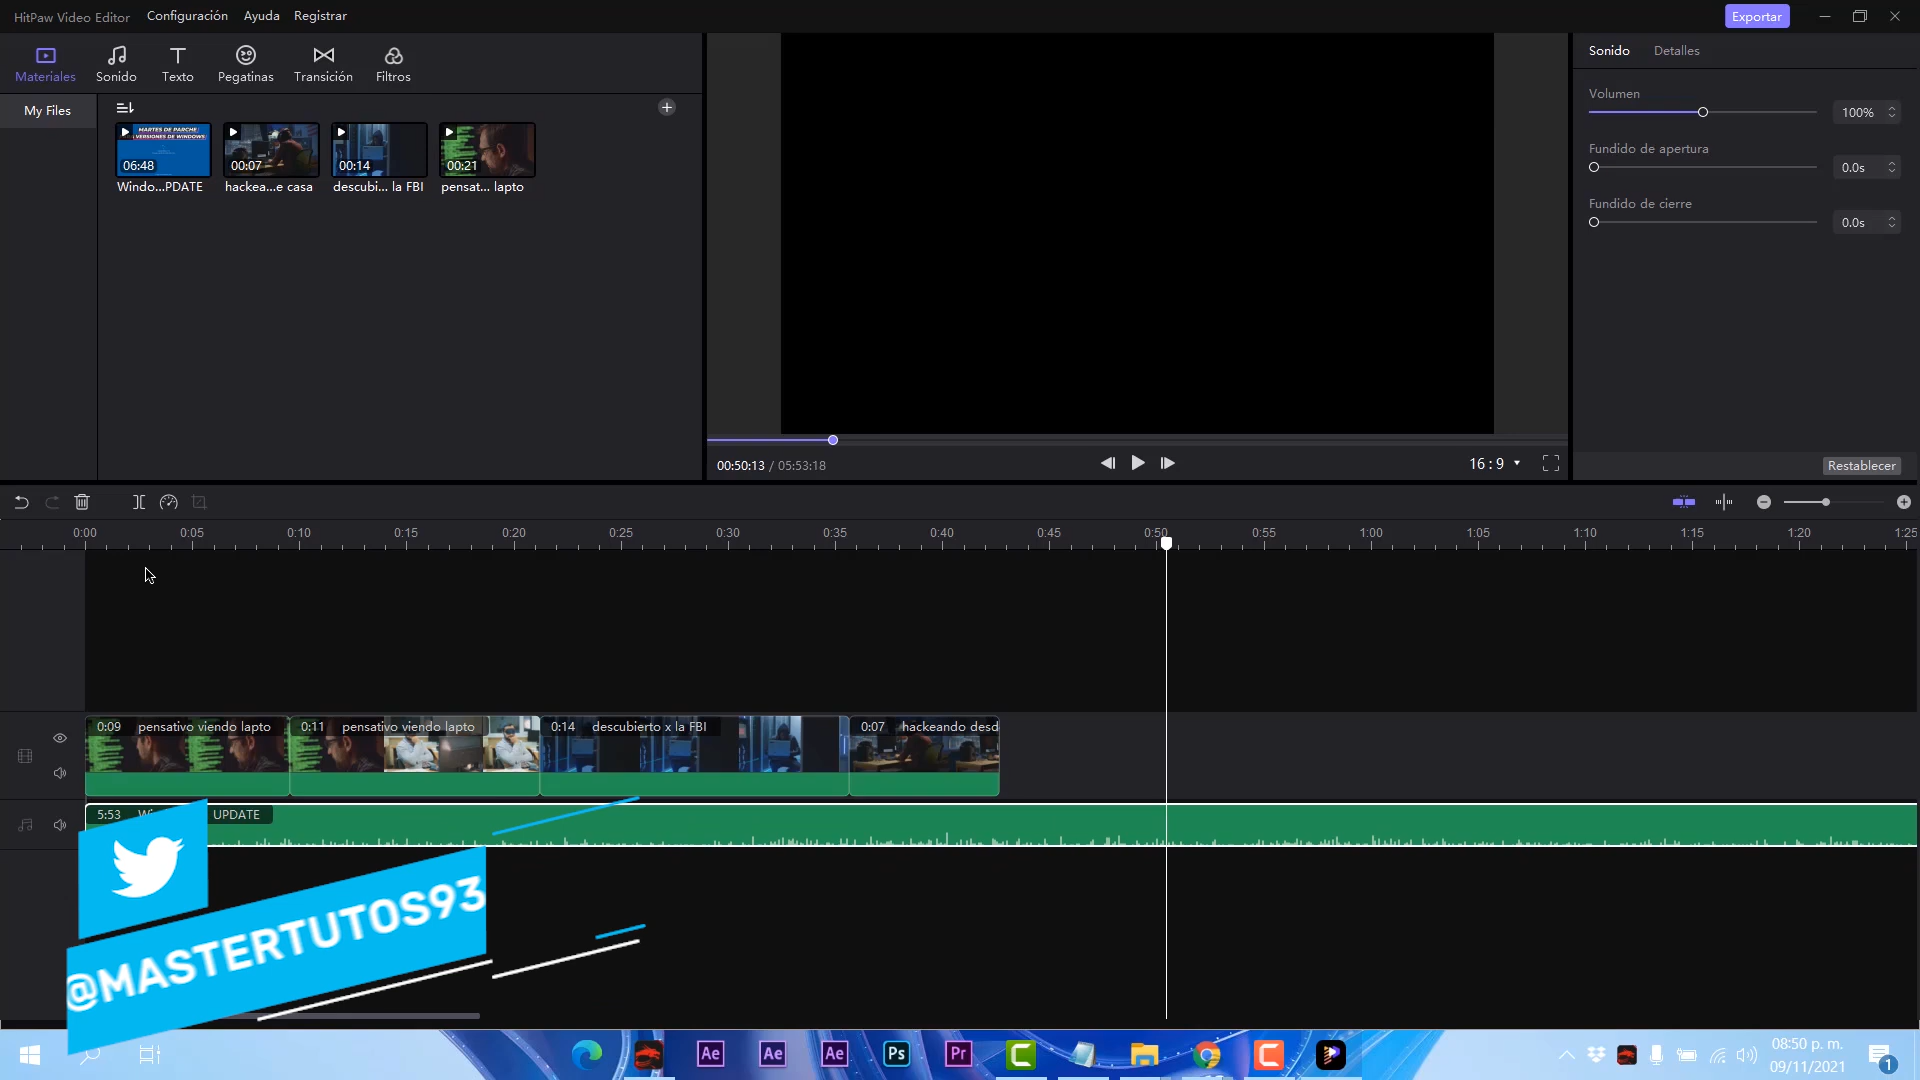 HitPaw Video Editor
Configuración
Ayuda
Registrar
Exportar
Materiales
Sonido
Texto
Pegatinas
Transición
Filtros
My Files
MARTES DE PARCHE
VERSIONES DE WINDOWS
06:48
00:07
00:14
00:21
Windo...PDATE
hackea...e casa
descubi... la FBI
pensat... lapto
00:50:13 / 05:53:18
16:9
Sonido
Detalles
Volumen
100%
Fundido de apertura
0.0s
Fundido de cierre
0.0s
Restablecer
0:00 0:05 0:10 0:15 0:20 0:25 0:30 0:35 0:40 0:45 0:50 0:55 1:00 1:05 1:10 1:15 1:20 1:25
0:09 pensativo viendo lapto
0:11 pensativo viendo lapto
0:14 descubierto x la FBI
0:07 hackeando desd
5:53 UPDATE
@MASTERTUTOS93
Ae
Ae
Ae
Ps
Pr
08:50 p. m.
09/11/2021
1